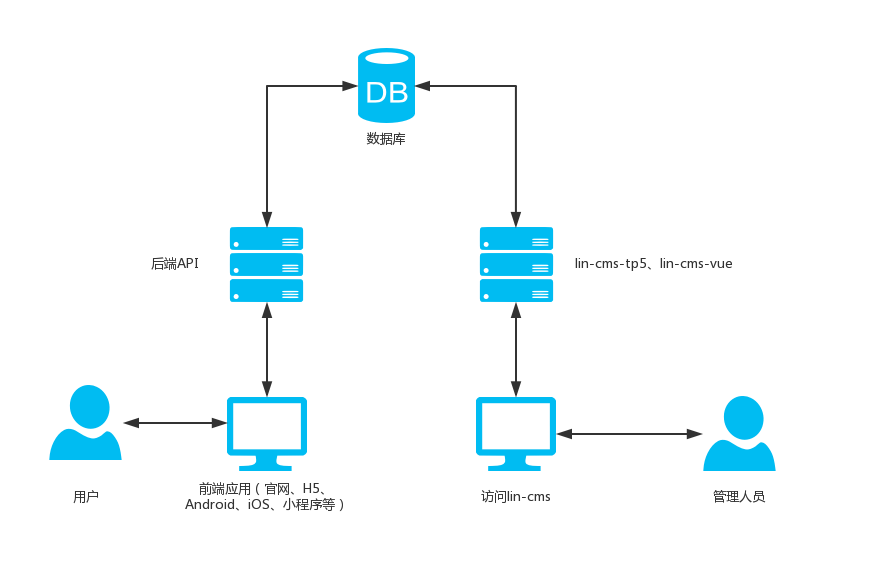 DB
数据库
后端API
lin-cms-tp5、lin-cms-vue
用户
前端应用（官网、H5、
Android、iOS、小程序等）
访问lin-cms
管理人员